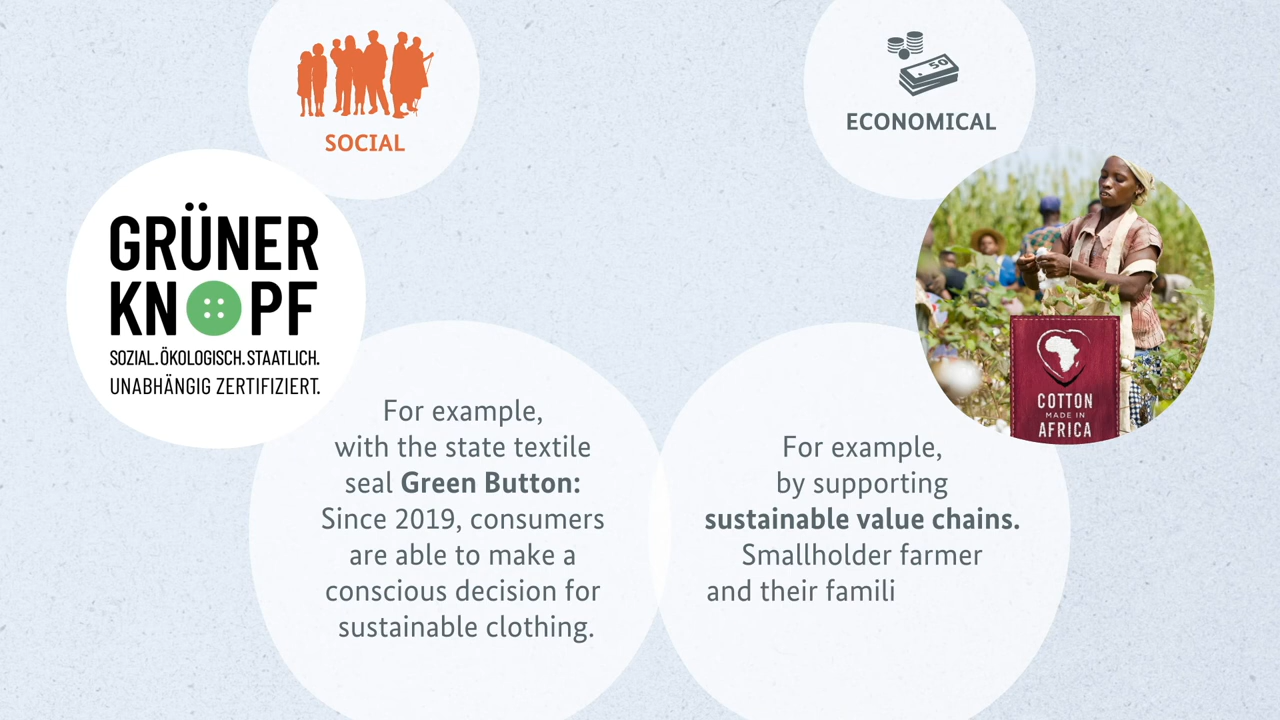 SOCIAL
GRÜNER
KNOPF
SOZIAL. ÖKOLOGISCH. STAATLICH.
UNABHÄNGIG ZERTIFIZIERT.
For example,
with the state textile
seal Green Button:
Since 2019, consumers
are able to make a
conscious decision for
sustainable clothing.
50
ECONOMICAL
COTTON
MADE IN
AFRICA
For example,
by supporting
sustainable value chains.
Smallholder farmer
and their famili